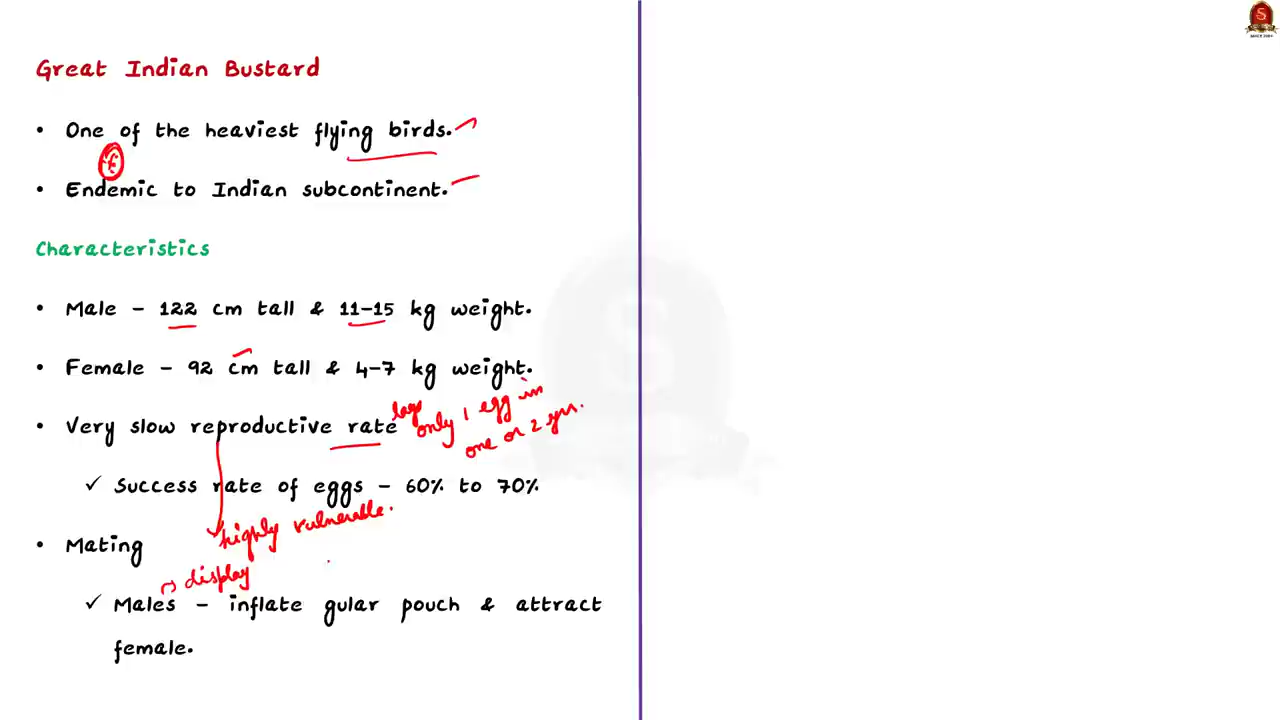 Great Indian Bustard
• One of the heaviest flying birds.
• Endemic to Indian subcontinent.
Characteristics
• Male - 122 cm tall & 11-15 kg weight.
• Female - 92 cm tall & 4-7 kg weight.
• Very slow reproductive rate
lays only 1 egg in
one or 2 yrs.
✓ Success rate of eggs - 60% to 70%
highly vulnerable.
• Mating
display
✓ Males - inflate gular pouch & attract
female.
S